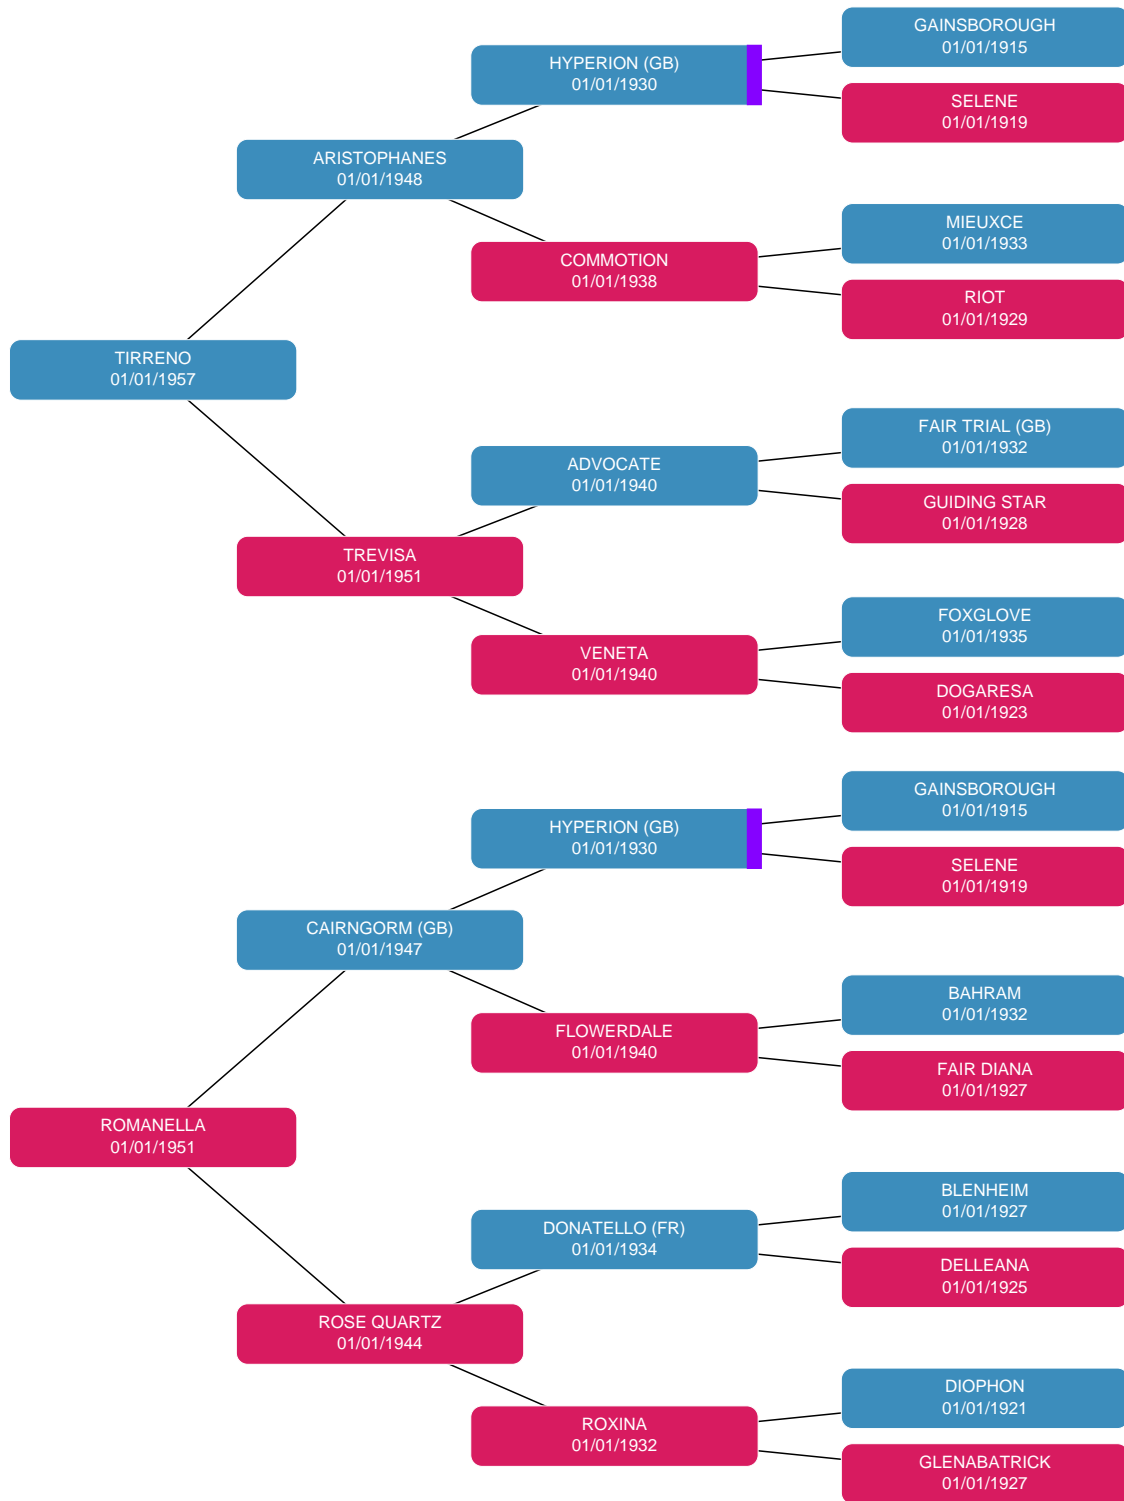 GAINSBOROUGH
01/01/1915
HYPERION (GB)
01/01/1930
SELENE
01/01/1919
ARISTOPHANES
01/01/1948
MIEUXCE
01/01/1933
COMMOTION
01/01/1938
RIOT
01/01/1929
TIRRENO
01/01/1957
FAIR TRIAL (GB)
01/01/1932
ADVOCATE
01/01/1940
GUIDING STAR
01/01/1928
TREVISA
01/01/1951
FOXGLOVE
01/01/1935
VENETA
01/01/1940
DOGARESA
01/01/1923
GAINSBOROUGH
01/01/1915
HYPERION (GB)
01/01/1930
SELENE
01/01/1919
CAIRNGORM (GB)
01/01/1947
BAHRAM
01/01/1932
FLOWERDALE
01/01/1940
FAIR DIANA
01/01/1927
ROMANELLA
01/01/1951
BLENHEIM
01/01/1927
DONATELLO (FR)
01/01/1934
DELLEANA
01/01/1925
ROSE QUARTZ
01/01/1944
DIOPHON
01/01/1921
ROXINA
01/01/1932
GLENABATRICK
01/01/1927